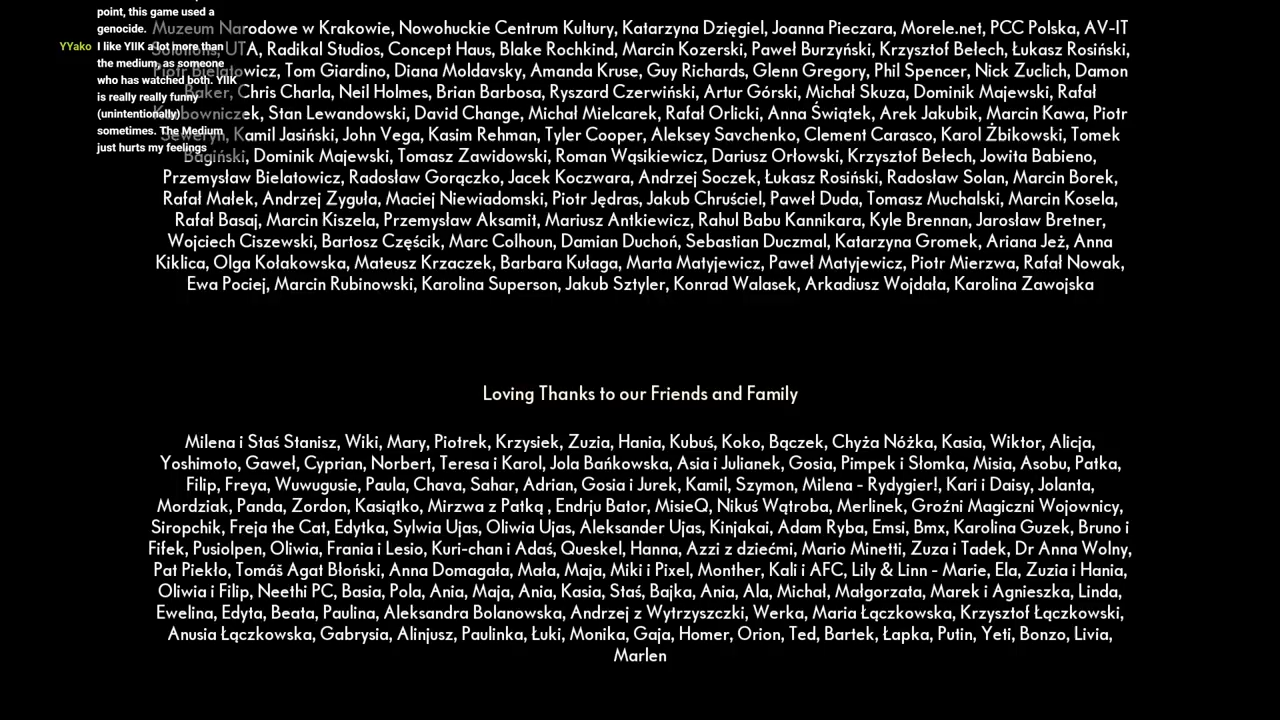 point, this game used a
genocide.
YYako I like YIIK a lot more than
the medium, as someone
who has watched both. YIIK
is really really funny
(unintentionally)
sometimes. The Medium
just hurts my feelings
Muzeum Narodowe w Krakowie, Nowohuckie Centrum Kultury, Katarzyna Dzięgiel, Joanna Pieczara, Morele.net, PCC Polska, AV-IT
Solutions, UTA, Radikal Studios, Concept Haus, Blake Rochkind, Marcin Kozerski, Paweł Burzyński, Krzysztof Bełech, Łukasz Rosiński,
Piotr Bielatowicz, Tom Giardino, Diana Moldavsky, Amanda Kruse, Guy Richards, Glenn Gregory, Phil Spencer, Nick Zuclich, Damon
Baker, Chris Charla, Neil Holmes, Brian Barbosa, Ryszard Czerwiński, Artur Górski, Michał Skuza, Dominik Majewski, Rafał
Stan Lewandowski, David Change, Michał Mielcarek, Rafał Orlicki, Anna Świątek, Arek Jakubik, Marcin Kawa, Piotr
Seweryn, Kamil Jasiński, John Vega, Kasim Rehman, Tyler Cooper, Aleksey Savchenko, Clement Carasco, Karol Żbikowski, Tomek
Bagiński, Dominik Majewski, Tomasz Zawidowski, Roman Wąsikiewicz, Dariusz Orłowski, Krzysztof Bełech, Jowita Babieno,
Przemysław Bielatowicz, Radosław Gorączko, Jacek Koczwara, Andrzej Soczek, Łukasz Rosiński, Radosław Solan, Marcin Borek,
Rafał Małek, Andrzej Zyguła, Maciej Niewiadomski, Piotr Jędras, Jakub Chruściel, Paweł Duda, Tomasz Muchalski, Marcin Kosela,
Rafał Basaj, Marcin Kiszela, Przemysław Aksamit, Mariusz Antkiewicz, Rahul Babu Kannikara, Kyle Brennan, Jarosław Bretner,
Wojciech Ciszewski, Bartosz Częścik, Marc Colhoun, Damian Duchoń, Sebastian Duczmal, Katarzyna Gromek, Ariana Jeż, Anna
Kiklica, Olga Kołakowska, Mateusz Krzaczek, Barbara Kułaga, Marta Matyjewicz, Paweł Matyjewicz, Piotr Mierzwa, Rafał Nowak,
Ewa Pociej, Marcin Rubinowski, Karolina Superson, Jakub Sztyler, Konrad Walasek, Arkadiusz Wojdała, Karolina Zawojska
Loving Thanks to our Friends and Family
Milena i Staś Stanisz, Wiki, Mary, Piotrek, Krzysiek, Zuzia, Hania, Kubuś, Koko, Bączek, Chyża Nóżka, Kasia, Wiktor, Alicja,
Yoshimoto, Gaweł, Cyprian, Norbert, Teresa i Karol, Jola Bańkowska, Asia i Julianek, Gosia, Pimpek i Słomka, Misia, Asobu, Patka,
Filip, Freya, Wuwugusie, Paula, Chava, Sahar, Adrian, Gosia i Jurek, Kamil, Szymon, Milena - Rydygier!, Kari i Daisy, Jolanta,
Mordziak, Panda, Zordon, Kasiątko, Mirzwa z Patką , Endrju Bator, MisieQ, Nikuś Wątroba, Merlinek, Groźni Magiczni Wojownicy,
Siropchik, Freja the Cat, Edytka, Sylwia Ujas, Oliwia Ujas, Aleksander Ujas, Kinjakai, Adam Ryba, Emsi, Bmx, Karolina Guzek, Bruno i
Fifek, Pusiolpen, Oliwia, Frania i Lesio, Kuri-chan i Adaś, Queskel, Hanna, Azzi z dziećmi, Mario Minetti, Zuza i Tadek, Dr Anna Wolny,
Pat Piekło, Tomáš Agat Błoński, Anna Domagała, Mała, Maja, Miki i Pixel, Monther, Kali i AFC, Lily & Linn - Marie, Ela, Zuzia i Hania,
Oliwia i Filip, Neethi PC, Basia, Pola, Ania, Maja, Ania, Kasia, Staś, Bajka, Ania, Ala, Michał, Małgorzata, Marek i Agnieszka, Linda,
Ewelina, Edyta, Beata, Paulina, Aleksandra Bolanowska, Andrzej z Wytrzyszczki, Werka, Maria Łączkowska, Krzysztof Łączkowski,
Anusia Łączkowska, Gabrysia, Alinjusz, Paulinka, Łuki, Monika, Gaja, Homer, Orion, Ted, Bartek, Łapka, Putin, Yeti, Bonzo, Livia,
Marlen